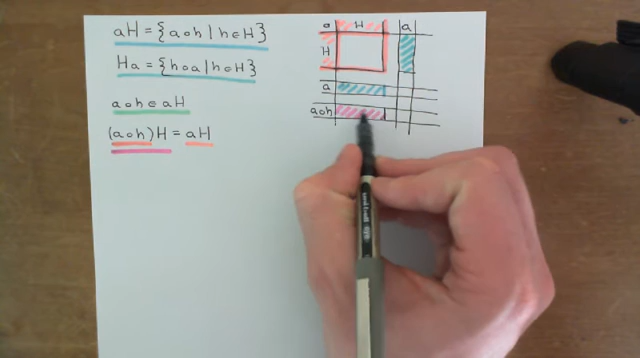 aH = {a∘h | h∈H}
Ha = {h∘a | h∈H}
a∘h∈aH
(a∘h)H = aH
∘ H a
H
a
a∘h